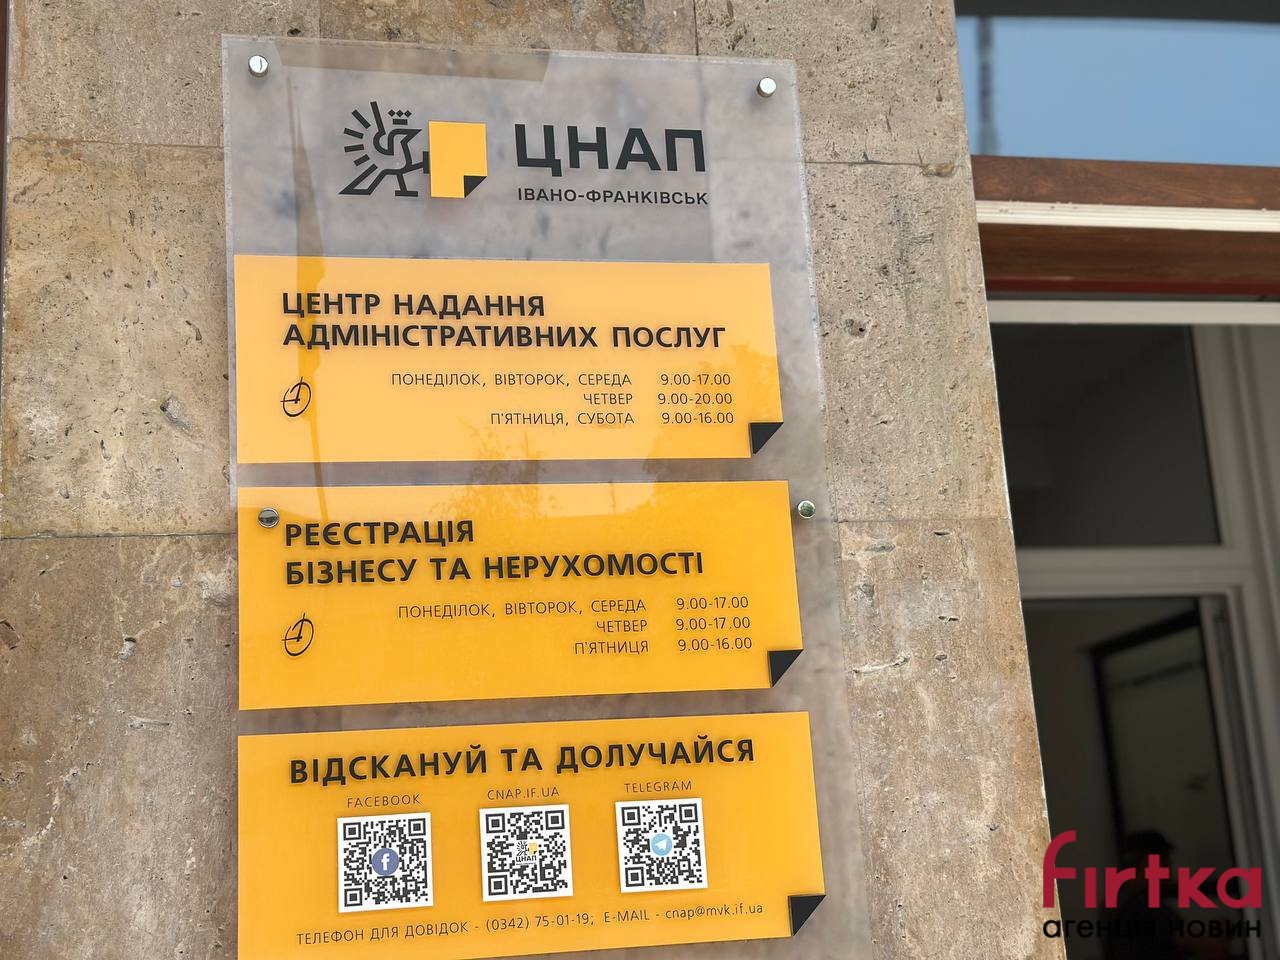 ЦНАП
ІВАНО-ФРАНКІВСЬК
ЦЕНТР НАДАННЯ
АДМІНІСТРАТИВНИХ ПОСЛУГ
ПОНЕДІЛОК, ВІВТОРОК, СЕРЕДА 9.00-17.00
ЧЕТВЕР 9.00-20.00
П'ЯТНИЦЯ, СУБОТА 9.00-16.00
РЕЄСТРАЦІЯ
БІЗНЕСУ ТА НЕРУХОМОСТІ
ПОНЕДІЛОК, ВІВТОРОК, СЕРЕДА 9.00-17.00
ЧЕТВЕР 9.00-17.00
П'ЯТНИЦЯ 9.00-16.00
ВІДСКАНУЙ ТА ДОЛУЧАЙСЯ
FACEBOOK CNAP.IF.UA TELEGRAM
ЦНАП
ТЕЛЕФОН ДЛЯ ДОВІДОК - (0342) 75-01-19; E-MAIL - cnap@mvk.if.ua
firtka
агенція новин